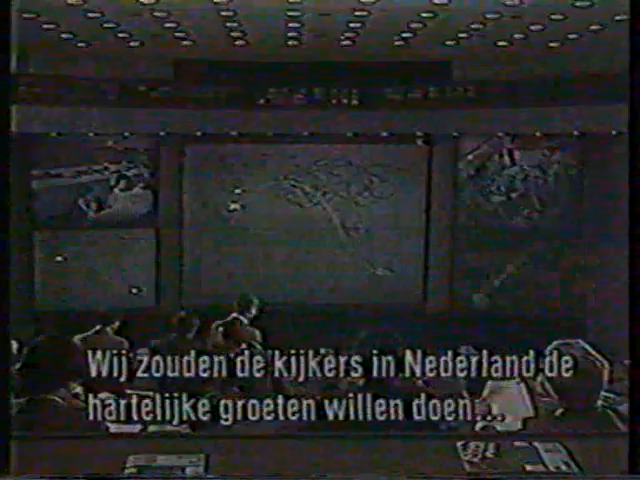 Wij zouden de kijkers in Nederland de
hartelijke groeten willen doen...